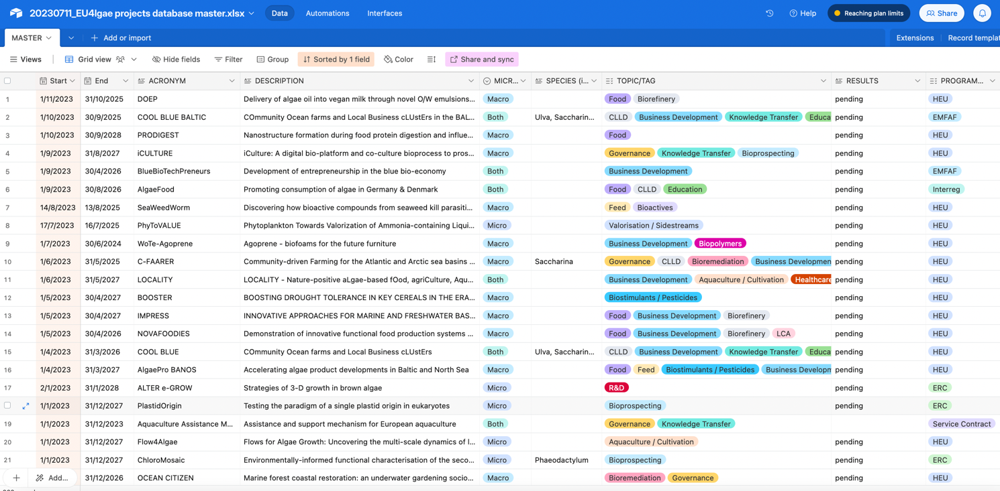 20230711_EU4lgae projects database master.xlsx Data Automations Interfaces Help Reaching plan limits Share
MASTER Add or import Extensions Record templat
Views Grid view Hide fields Filter Group Sorted by 1 field Color Share and sync
Start End ACRONYM DESCRIPTION MICR... SPECIES (i... TOPIC/TAG RESULTS PROGRAM...
1 1/11/2023 31/10/2025 DOEP Delivery of algae oil into vegan milk through novel O/W emulsions... Macro Food Biorefinery pending HEU
2 1/10/2023 30/9/2025 COOL BLUE BALTIC COmmunity Ocean farms and Local Business cLUstErs in the BAL... Both Ulva, Saccharin... CLLD Business Development Knowledge Transfer Educa pending EMFAF
3 1/10/2023 30/9/2028 PRODIGEST Nanostructure formation during food protein digestion and influe... Macro Food pending HEU
4 1/9/2023 31/8/2027 iCULTURE iCulture: A digital bio-platform and co-culture bioprocess to pros... Macro Governance Knowledge Transfer Bioprospecting pending HEU
5 1/9/2023 30/4/2026 BlueBioTechPreneurs Development of entrepreneurship in the blue bio-economy Both Business Development pending EMFAF
6 1/9/2023 30/8/2026 AlgaeFood Promoting consumption of algae in Germany & Denmark Both Food CLLD Education pending Interreg
7 14/8/2023 13/8/2025 SeaWeedWorm Discovering how bioactive compounds from seaweed kill parasiti... Macro Feed Bioactives pending HEU
8 17/7/2023 16/7/2025 PhyToVALUE Phytoplankton Towards Valorization of Ammonia-containing Liqui... Micro Valorisation / Sidestreams pending HEU
9 1/7/2023 30/6/2024 WoTe-Agoprene Agoprene - biofoams for the future furniture Macro Business Development Biopolymers pending HEU
10 1/6/2023 31/5/2025 C-FAARER Community-driven Farming for the Atlantic and Arctic sea basins ... Macro Saccharina Governance CLLD Bioremediation Business Developmen pending HEU
11 1/6/2023 31/5/2027 LOCALITY LOCALITY - Nature-positive aLgae-based fOod, agriCulture, Aqu... Both Business Development Aquaculture / Cultivation Healthcare pending HEU
12 1/5/2023 30/4/2027 BOOSTER BOOSTING DROUGHT TOLERANCE IN KEY CEREALS IN THE ERA... Macro Biostimulants / Pesticides pending HEU
13 1/5/2023 30/4/2027 IMPRESS INNOVATIVE APPROACHES FOR MARINE AND FRESHWATER BAS... Macro Food Business Development Biorefinery pending HEU
14 1/5/2023 30/4/2026 NOVAFOODIES Demonstration of innovative functional food production systems ... Macro Food Business Development Biorefinery LCA pending HEU
15 1/4/2023 31/3/2026 COOL BLUE COmmunity Ocean farms and Local Business cLUstErs Both Ulva, Saccharin... CLLD Business Development Knowledge Transfer Educa pending HEU
16 1/4/2023 31/3/2027 AlgaePro BANOS Accelerating algae product developments in Baltic and North Sea Macro Food Feed Biostimulants / Pesticides Business Developm pending HEU
17 2/1/2023 31/1/2028 ALTER e-GROW Strategies of 3-D growth in brown algae Micro R&D pending ERC
1/1/2023 31/12/2027 PlastidOrigin Testing the paradigm of a single plastid origin in eukaryotes Micro Bioprospecting pending ERC
19 1/1/2023 31/12/2023 Aquaculture Assistance M... Assistance and support mechanism for European aquaculture Both Governance Knowledge Transfer Service Contract
20 1/1/2023 31/12/2027 Flow4Algae Flows for Algae Growth: Uncovering the multi-scale dynamics of l... Micro Aquaculture / Cultivation pending HEU
21 1/1/2023 31/12/2027 ChloroMosaic Environmentally-informed functional characterisation of the seco... Micro Phaeodactylum Bioprospecting pending ERC
Add... 31/12/2026 OCEAN CITIZEN Marine forest coastal restoration: an underwater gardening socio... Macro Bioremediation Governance pending HEU